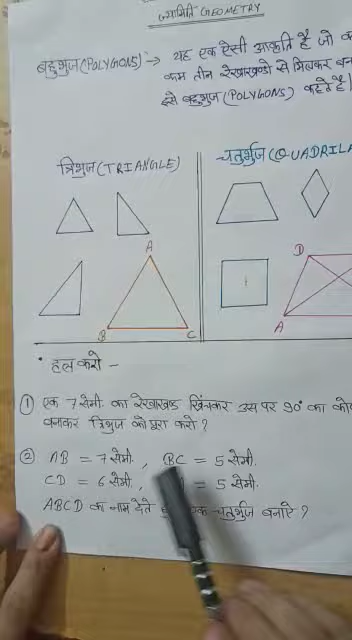 ज्यामिति GEOMETRY
बहुभुज (POLYGONS) → यह एक ऐसी आकृति है जो
कम तीन रेखाखण्डो से मिलकर
इसे बहुभुज (POLYGONS) कहते है।
त्रिभुज (TRIANGLE)
चतुर्भुज (QUADRILA
A
B
C
D
A
• हल करो –
① एक 7 सेमी. का रेखाखण्ड खिंचकर उस पर 90° का
बनाकर त्रिभुज को पूरा करो ?
② AB = 7 सेमी., BC = 5 सेमी.
CD = 6 सेमी., = 5 सेमी.
ABCD का नाम देते चतुर्भुज बनाएं ?